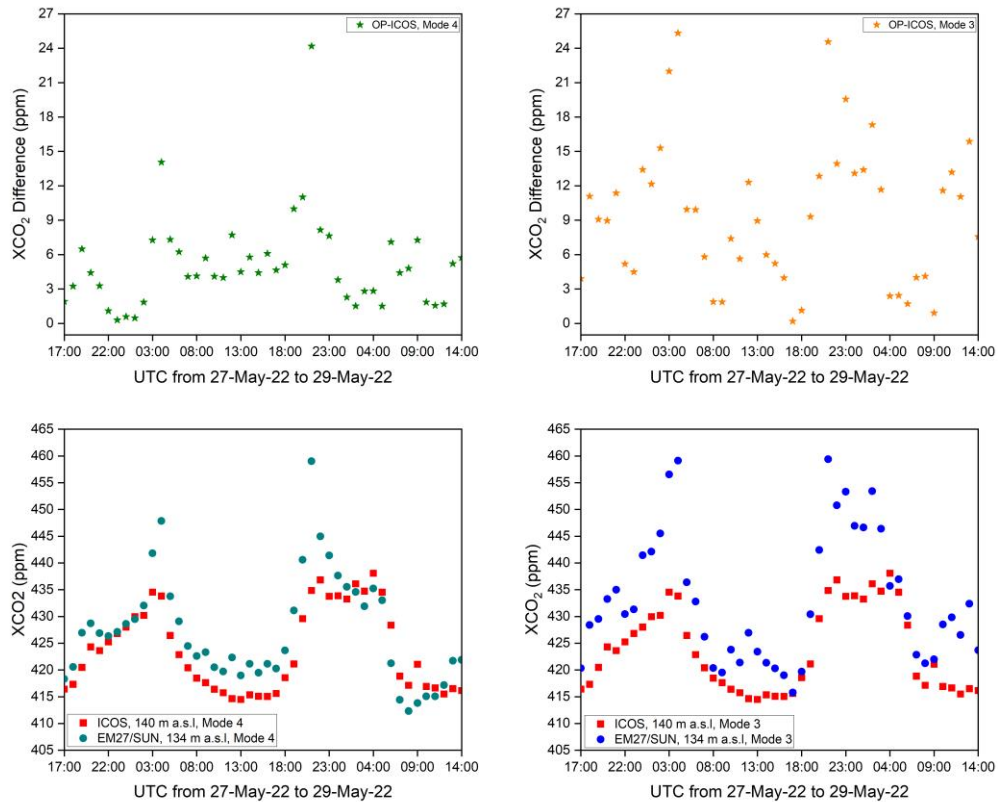 27
24
21
18
15
12
9
6
3
0
XCO₂ Difference (ppm)
OP-ICOS, Mode 4
17:00 22:00 03:00 08:00 13:00 18:00 23:00 04:00 09:00 14:00
UTC from 27-May-22 to 29-May-22
27
24
21
18
15
12
9
6
3
0
XCO₂ Difference (ppm)
OP-ICOS, Mode 3
17:00 22:00 03:00 08:00 13:00 18:00 23:00 04:00 09:00 14:00
UTC from 27-May-22 to 29-May-22
465
460
455
450
445
440
435
430
425
420
415
410
405
XCO2 (ppm)
ICOS, 140 m a.s.l, Mode 4
EM27/SUN, 134 m a.s.l, Mode 4
17:00 22:00 03:00 08:00 13:00 18:00 23:00 04:00 09:00 14:00
UTC from 27-May-22 to 29-May-22
465
460
455
450
445
440
435
430
425
420
415
410
405
XCO₂ (ppm)
ICOS, 140 m a.s.l, Mode 3
EM27/SUN, 134 m a.s.l, Mode 3
17:00 22:00 03:00 08:00 13:00 18:00 23:00 04:00 09:00 14:00
UTC from 27-May-22 to 29-May-22